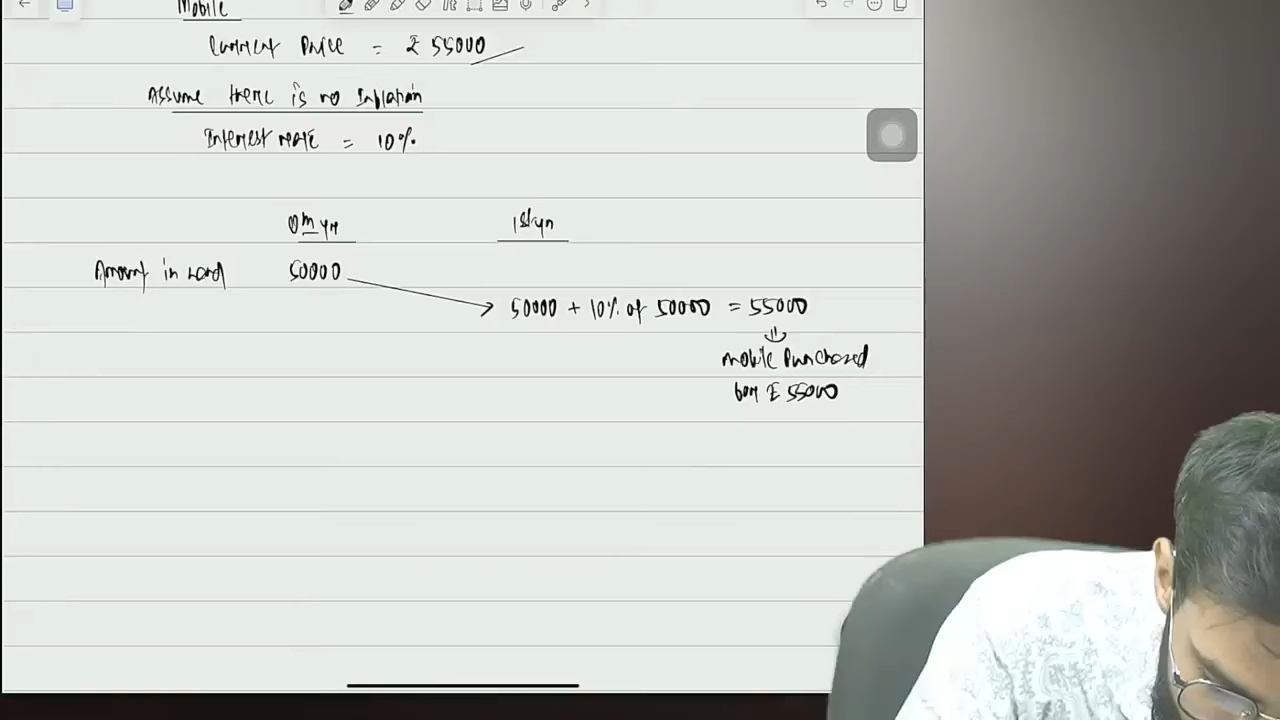 Mobile
Current Price = ₹ 55000
Assume there is no Inflation
Interest rate = 10%
0th yr 1st yr
Amount in hand 50000
50000 + 10% of 50000 = 55000
Mobile Purchased
for ₹ 55000